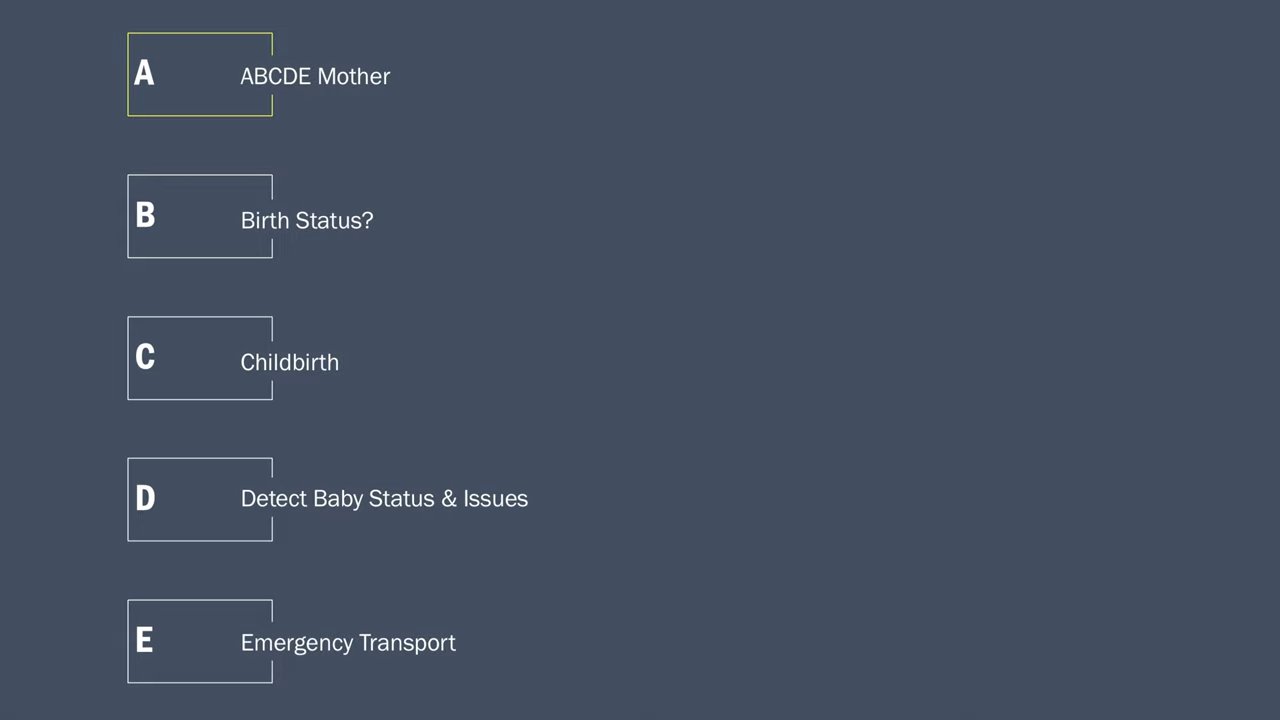 A ABCDE Mother
B Birth Status?
C Childbirth
D Detect Baby Status & Issues
E Emergency Transport